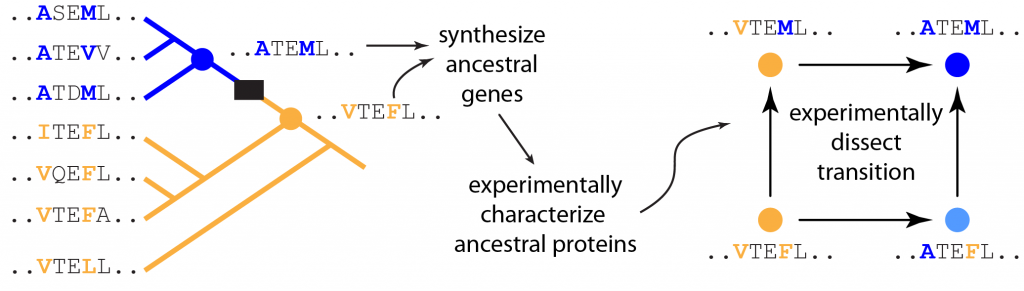 ..ASEML..
..ATEVV..
..ATDML..
..ITEFL..
..VQEFL..
..VTEFA..
..VTELL..
..ATEML..
..VTEFL..
synthesize
ancestral
genes
experimentally
characterize
ancestral proteins
..VTEML..
..ATEML..
experimentally
dissect
transition
..VTEFL..
..ATEFL..